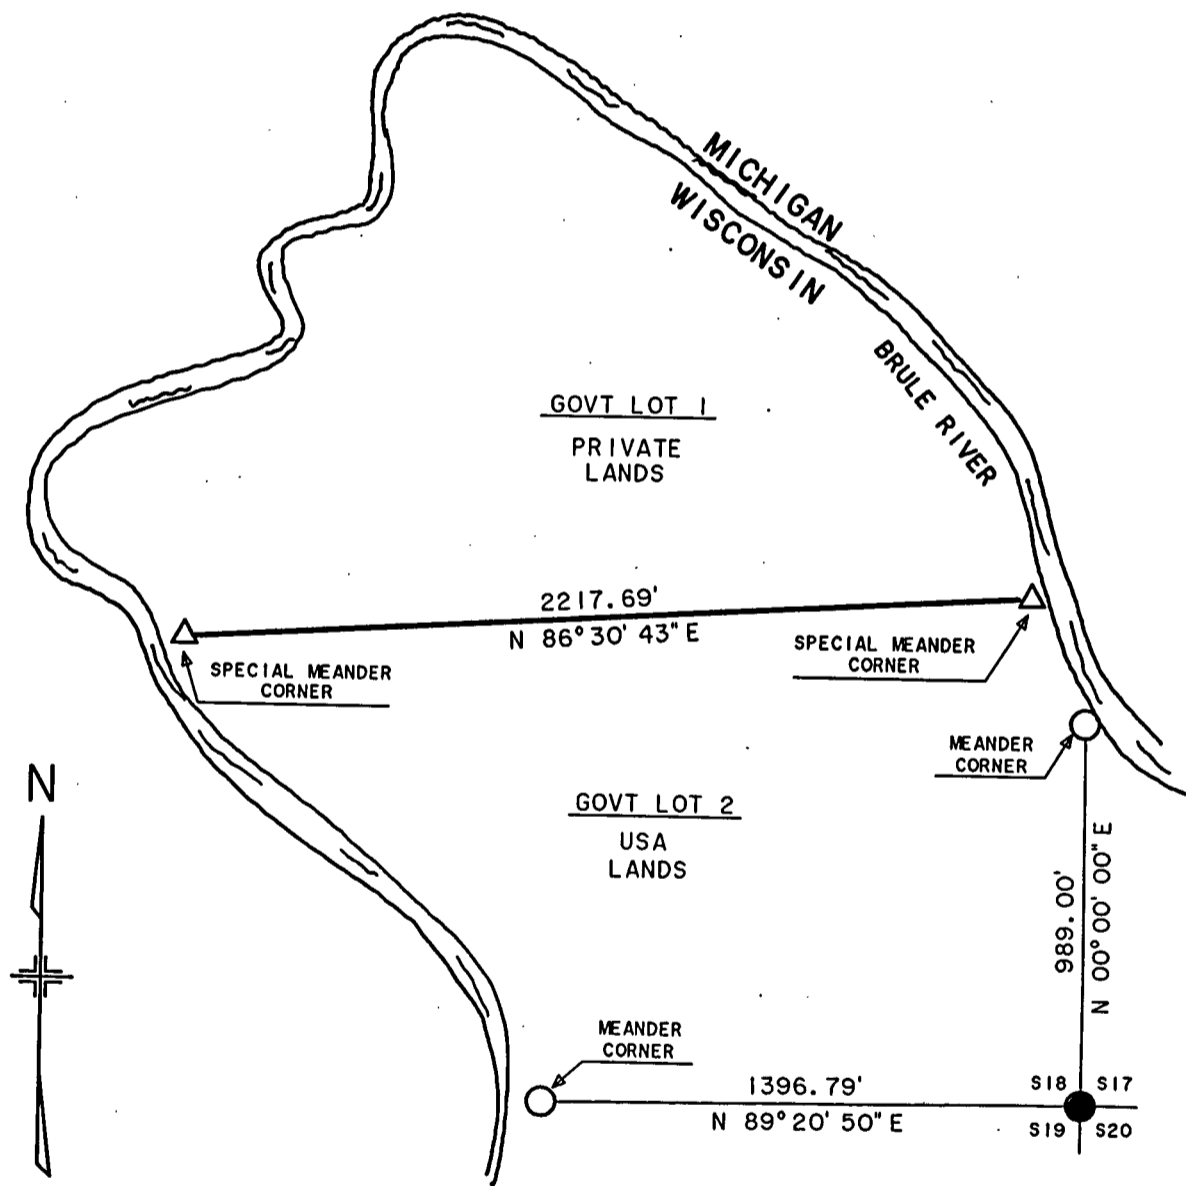 MICHIGAN
WISCONSIN
BRULE RIVER
GOVT LOT 1
PRIVATE
LANDS
2217.69'
N 86°30'43"E
SPECIAL MEANDER
CORNER
SPECIAL MEANDER
CORNER
MEANDER
CORNER
N
GOVT LOT 2
USA
LANDS
989.00'
N 00°00'00"E
MEANDER
CORNER
1396.79'
N 89°20'50"E
S18 S17
S19 S20